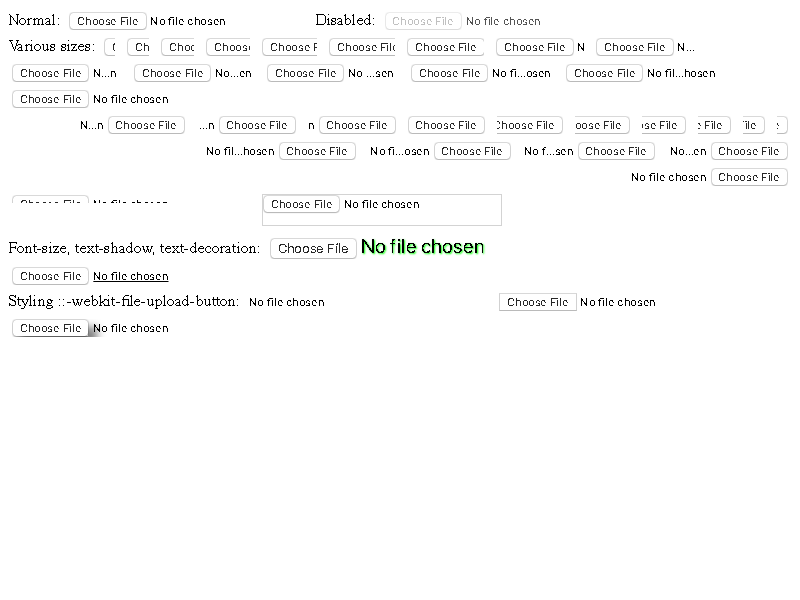 Normal: Choose File No file chosen Disabled: Choose File No file chosen
Various sizes: Ch Choo Choose Choose F Choose File Choose File Choose File N Choose File N...
Choose File N...n Choose File No...en Choose File No ...sen Choose File No fi...osen Choose File No fil...hosen
Choose File No file chosen
N...n Choose File ...n Choose File n Choose File Choose File Choose File oose File se File e File ile
No fil...hosen Choose File No fi...osen Choose File No f...sen Choose File No...en Choose File
No file chosen Choose File
Choose File No file chosen
Font-size, text-shadow, text-decoration: Choose File No file chosen
Choose File No file chosen
Styling ::-webkit-file-upload-button: No file chosen Choose File No file chosen
Choose File No file chosen